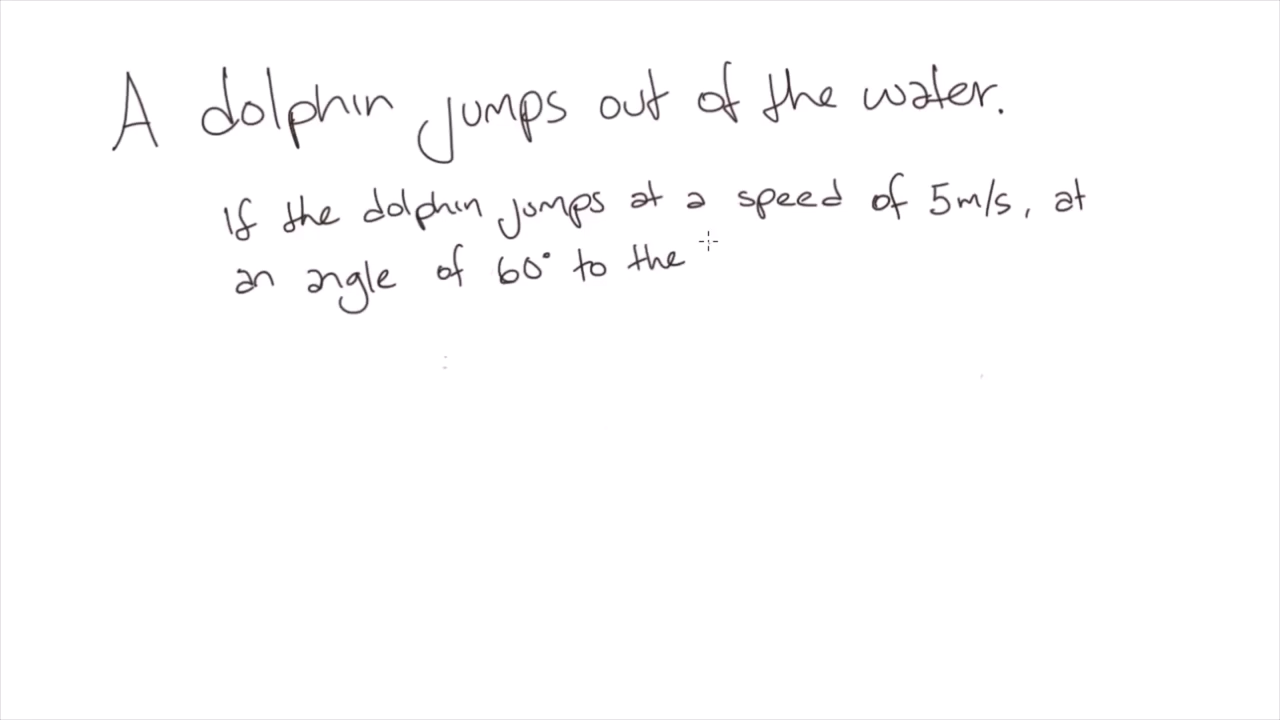 A dolphin jumps out of the water.
If the dolphin jumps at a speed of 5m/s, at
an angle of 60° to the